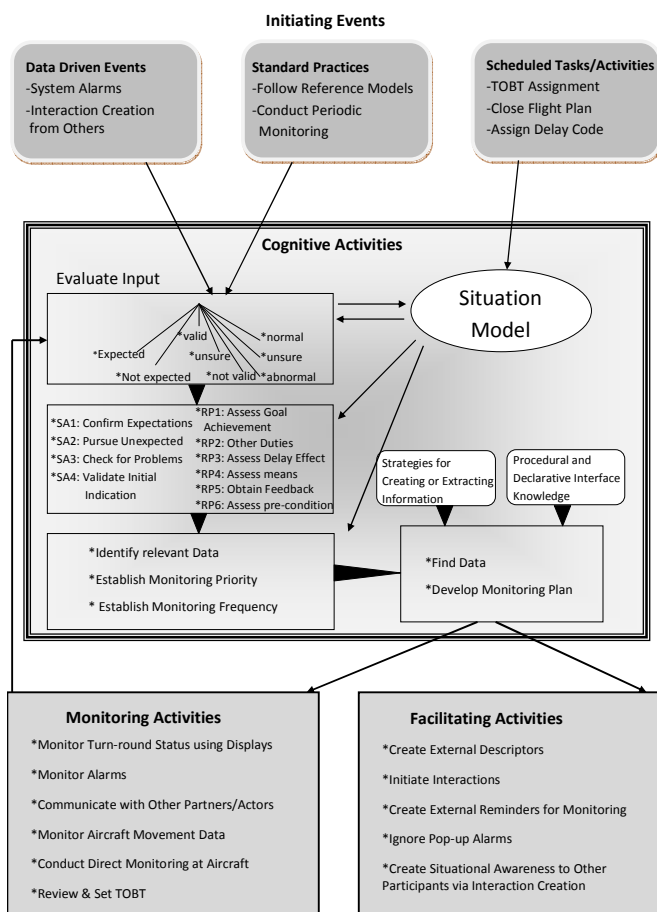 Initiating Events
Data Driven Events
-System Alarms
-Interaction Creation
from Others
Standard Practices
-Follow Reference Models
-Conduct Periodic
Monitoring
Scheduled Tasks/Activities
-TOBT Assignment
-Close Flight Plan
-Assign Delay Code
Cognitive Activities
Evaluate Input
*Expected
*Not expected
*valid
*unsure
*not valid
*normal
*unsure
*abnormal
Situation
Model
*SA1: Confirm Expectations
*SA2: Pursue Unexpected
*SA3: Check for Problems
*SA4: Validate Initial
Indication
*RP1: Assess Goal
Achievement
*RP2: Other Duties
*RP3: Assess Delay Effect
*RP4: Assess means
*RP5: Obtain Feedback
*RP6: Assess pre-condition
Strategies for
Creating or Extracting
Information
Procedural and
Declarative Interface
Knowledge
*Identify relevant Data
*Establish Monitoring Priority
* Establish Monitoring Frequency
*Find Data
*Develop Monitoring Plan
Monitoring Activities
*Monitor Turn-round Status using Displays
*Monitor Alarms
*Communicate with Other Partners/Actors
*Monitor Aircraft Movement Data
*Conduct Direct Monitoring at Aircraft
*Review & Set TOBT
Facilitating Activities
*Create External Descriptors
*Initiate Interactions
*Create External Reminders for Monitoring
*Ignore Pop-up Alarms
*Create Situational Awareness to Other
Participants via Interaction Creation